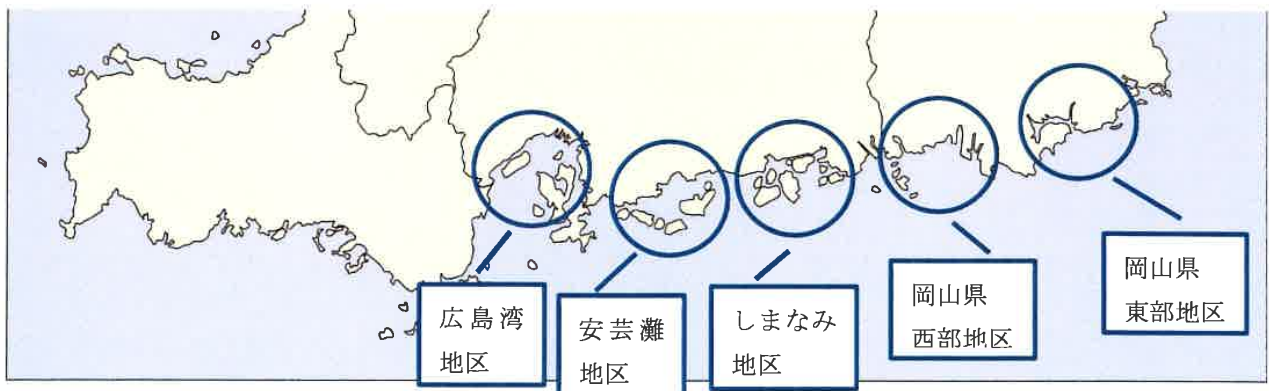 広島湾
地区
安芸灘
地区
しまなみ
地区
岡山県
西部地区
岡山県
東部地区